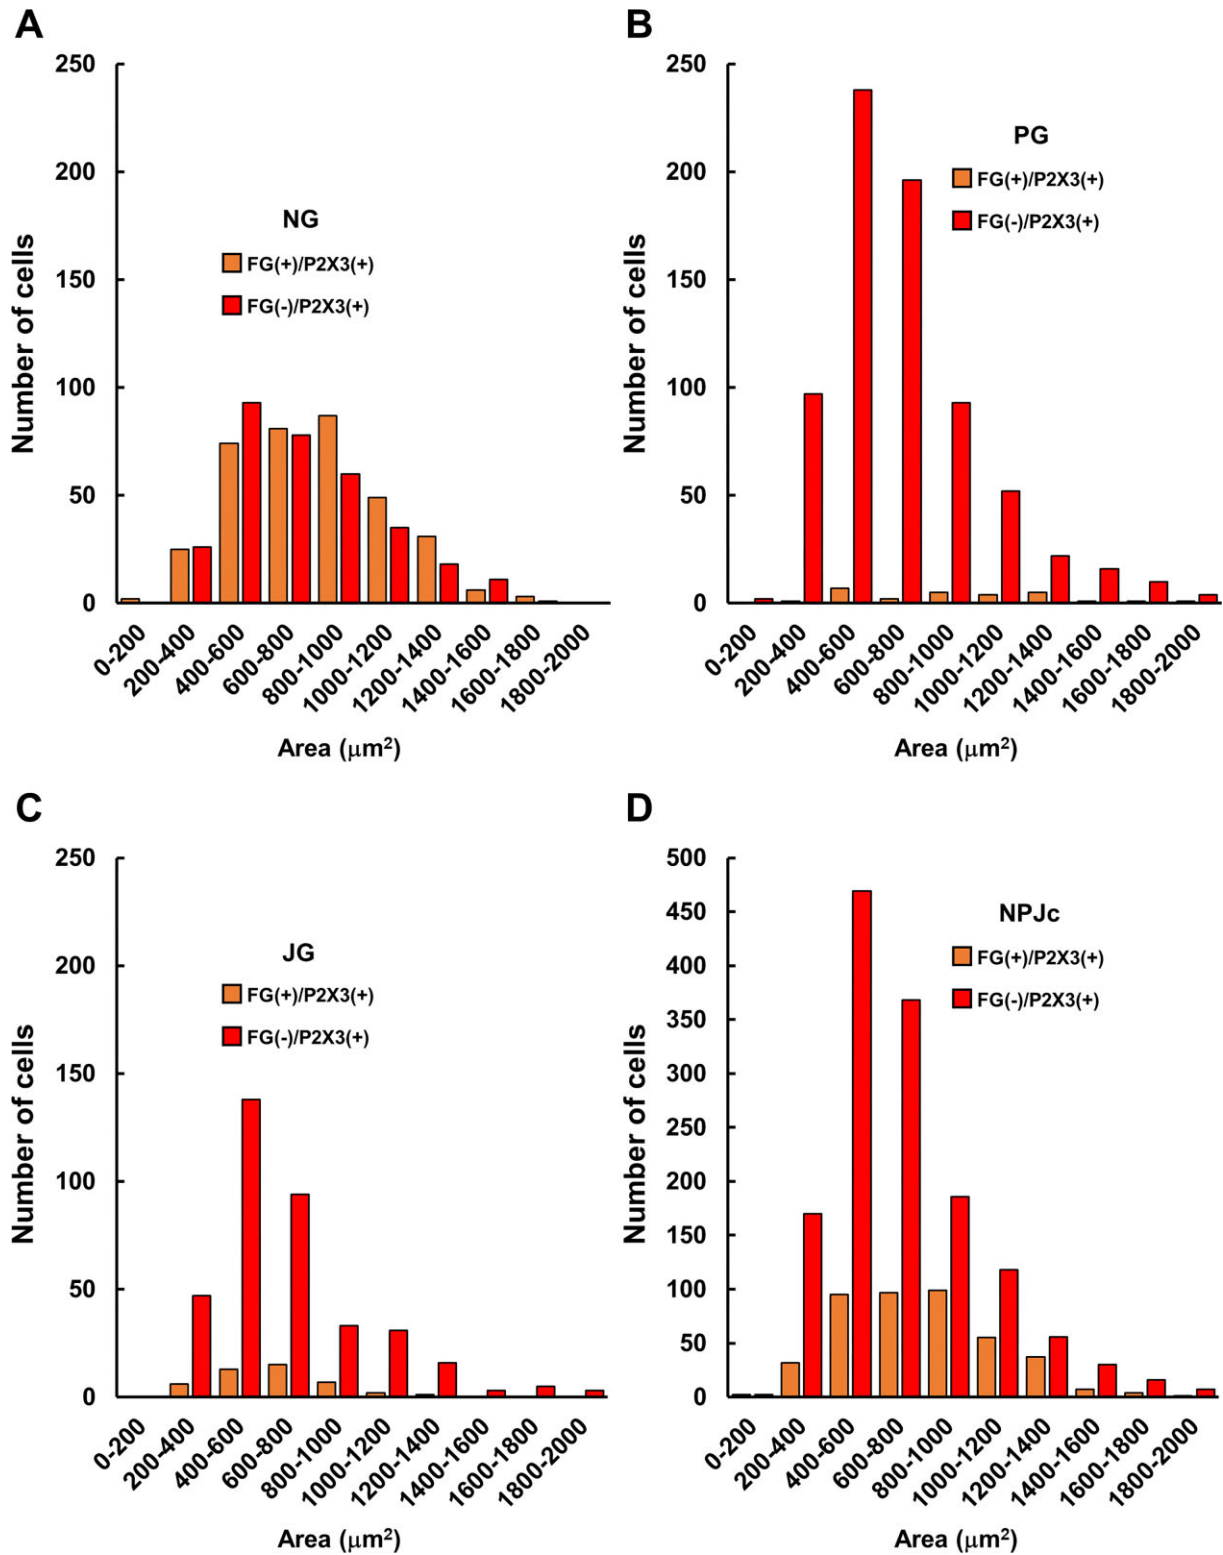 A
250
200
150
100
50
0
Number of cells
NG
FG(+)/P2X3(+)
FG(-)/P2X3(+)
0-200
200-400
400-600
600-800
800-1000
1000-1200
1200-1400
1400-1600
1600-1800
1800-2000
Area (μm²)
B
250
200
150
100
50
0
Number of cells
PG
FG(+)/P2X3(+)
FG(-)/P2X3(+)
0-200
200-400
400-600
600-800
800-1000
1000-1200
1200-1400
1400-1600
1600-1800
1800-2000
Area (μm²)
C
250
200
150
100
50
0
Number of cells
JG
FG(+)/P2X3(+)
FG(-)/P2X3(+)
0-200
200-400
400-600
600-800
800-1000
1000-1200
1200-1400
1400-1600
1600-1800
1800-2000
Area (μm²)
D
500
450
400
350
300
250
200
150
100
50
0
Number of cells
NPJc
FG(+)/P2X3(+)
FG(-)/P2X3(+)
0-200
200-400
400-600
600-800
800-1000
1000-1200
1200-1400
1400-1600
1600-1800
1800-2000
Area (μm²)